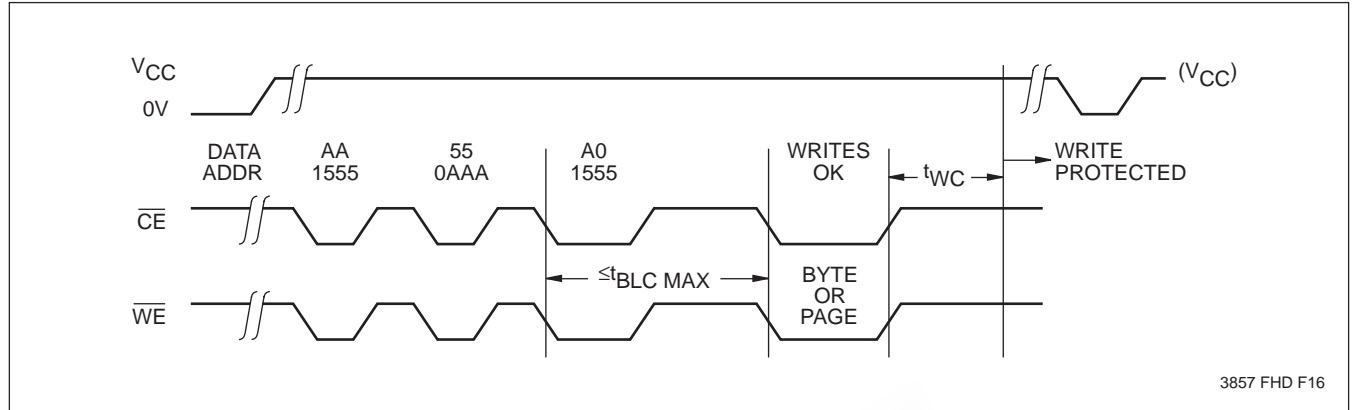 VCC
(VCC)
0V
DATA AA 55 A0 WRITES WRITE
ADDR 1555 0AAA 1555 OK tWC PROTECTED
CE
≤tBLC MAX
BYTE
OR
PAGE
WE
3857 FHD F16